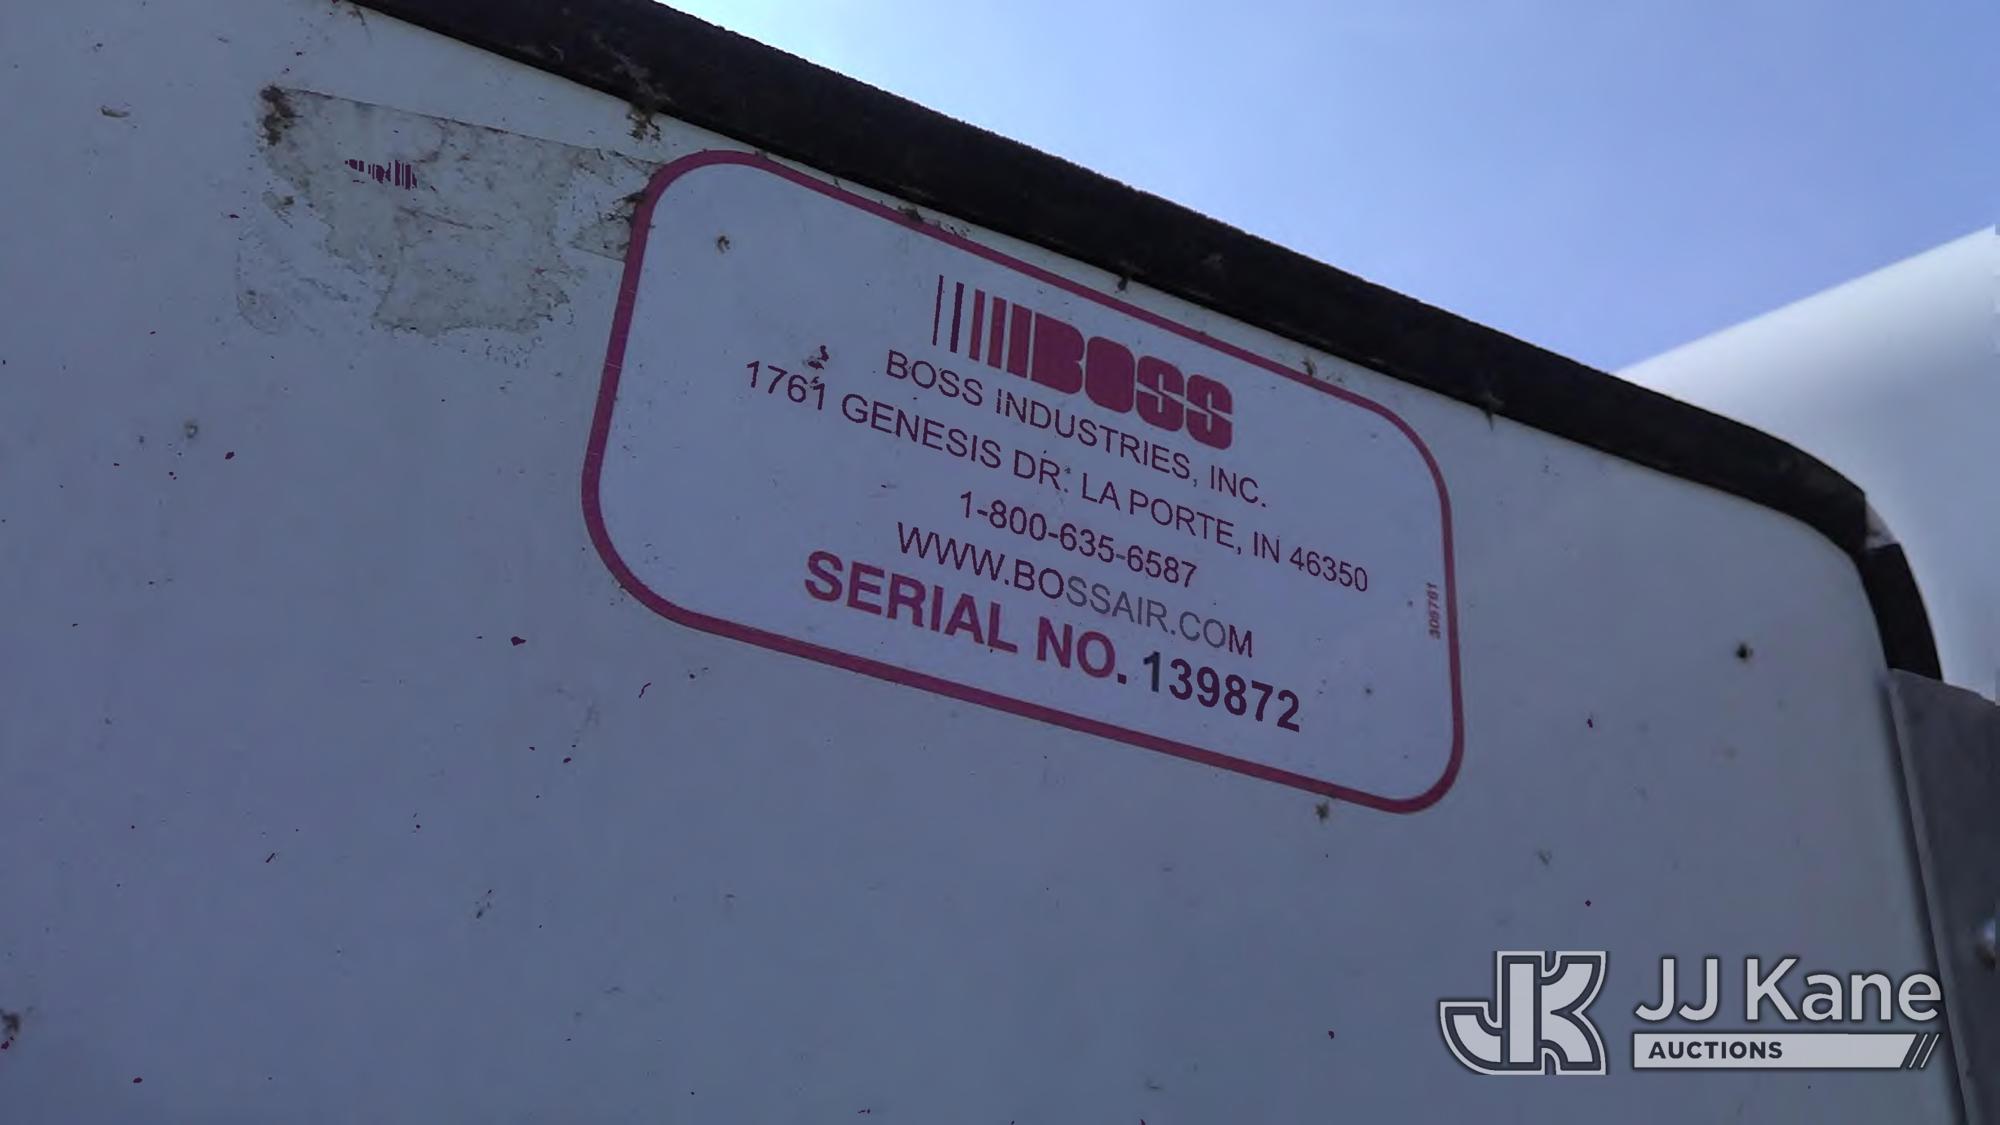 BOSS
BOSS INDUSTRIES, INC.
1761 GENESIS DR. LA PORTE, IN 46350
1-800-635-6587
WWW.BOSSAIR.COM
SERIAL NO. 139872
305761
JJ Kane
AUCTIONS